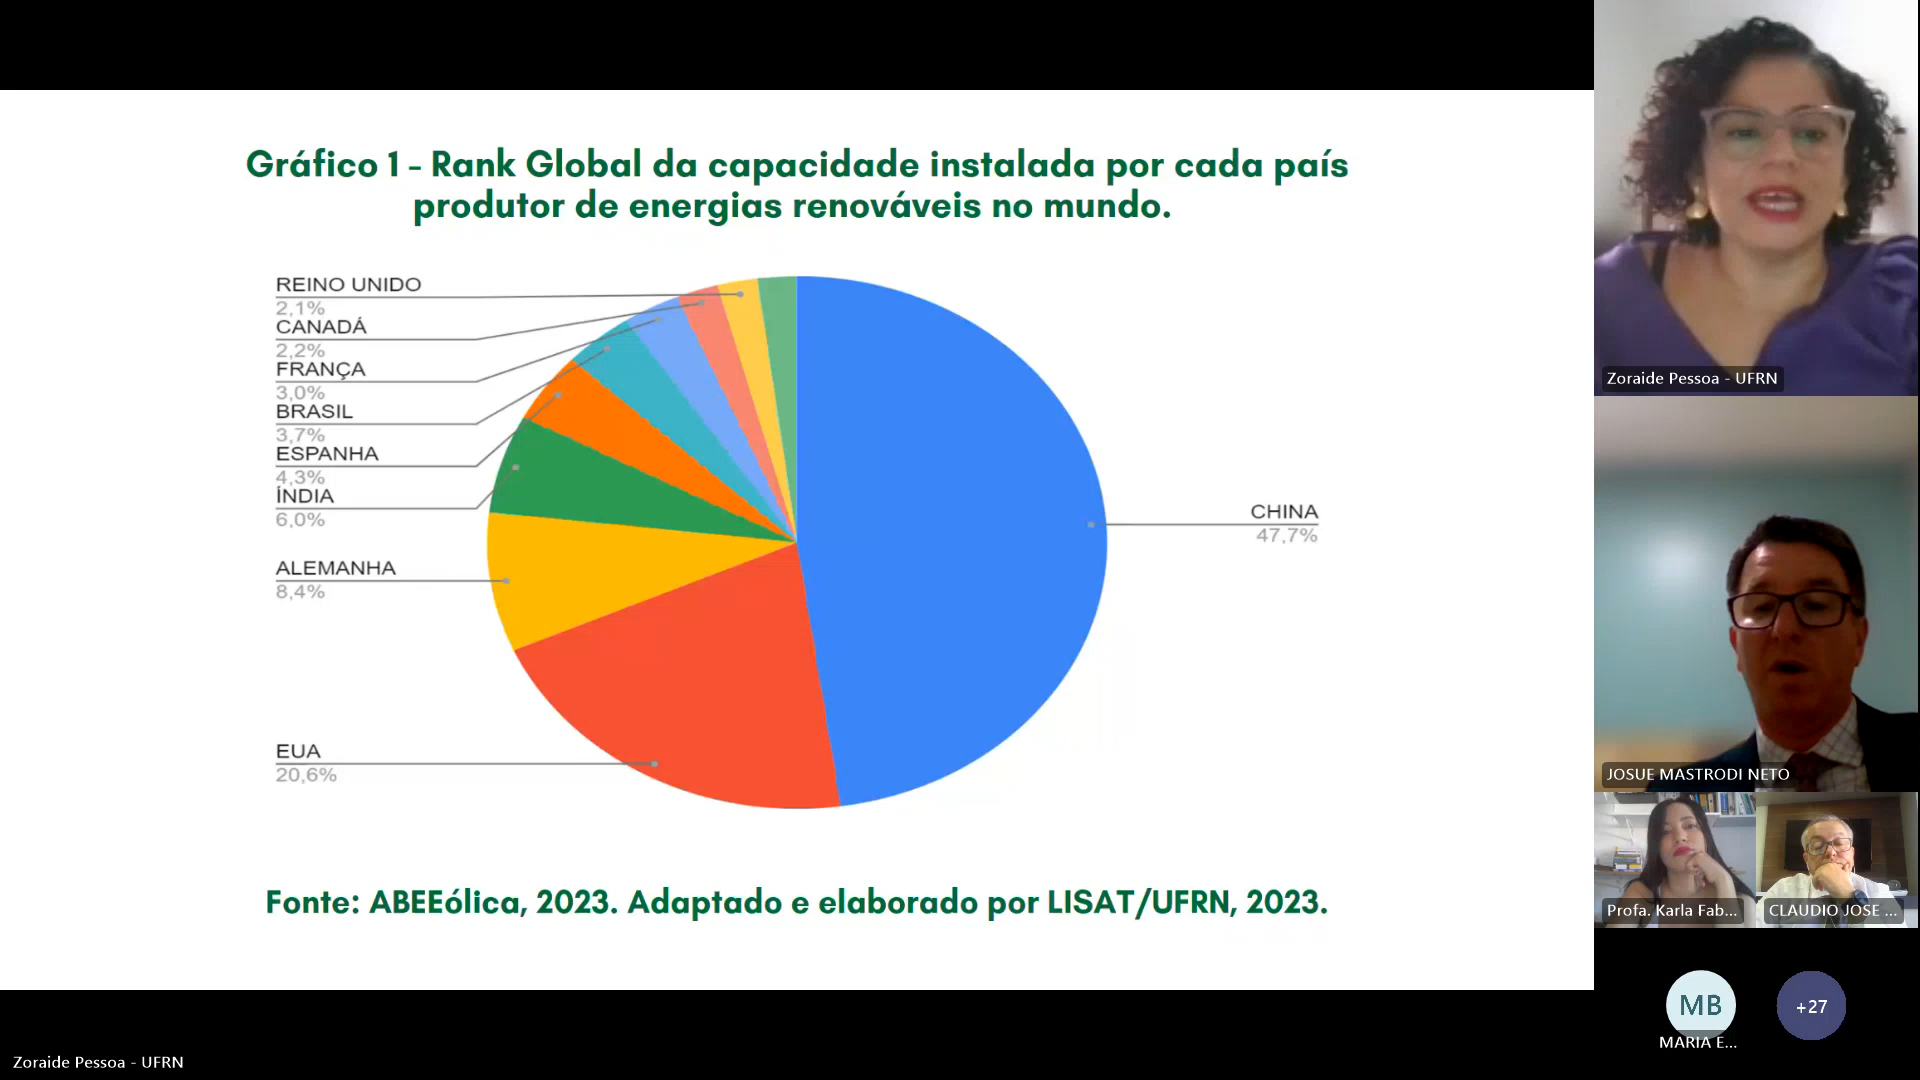 Gráfico 1 - Rank Global da capacidade instalada por cada país
produtor de energias renováveis no mundo.
REINO UNIDO
2,1%
CANADÁ
2,2%
FRANÇA
3,0%
BRASIL
3,7%
ESPANHA
4,3%
ÍNDIA
6,0%
ALEMANHA
8,4%
EUA
20,6%
CHINA
47,7%
Fonte: ABEEólica, 2023. Adaptado e elaborado por LISAT/UFRN, 2023.
Zoraide Pessoa - UFRN
Zoraide Pessoa - UFRN
JOSUE MASTRODI NETO
Profa. Karla Fab...
CLAUDIO JOSE ...
MB
+27
MARIA E...